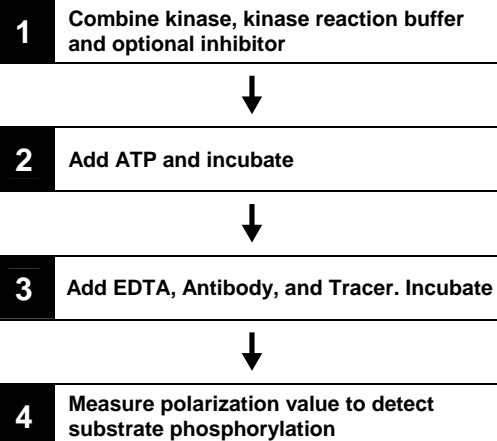 1
Combine kinase, kinase reaction buffer
and optional inhibitor
2
Add ATP and incubate
3
Add EDTA, Antibody, and Tracer. Incubate
4
Measure polarization value to detect
substrate phosphorylation